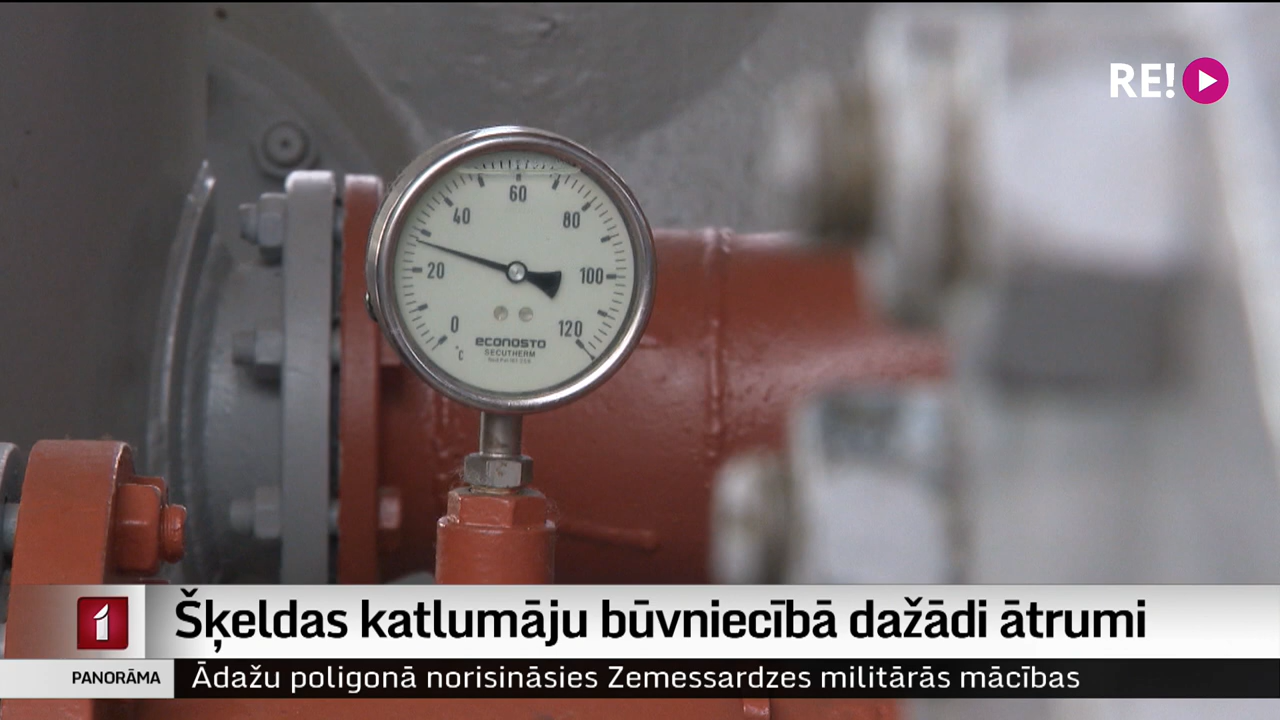 RE!
60
40
80
20
100
0
120
°C
econosto
SECUTHERM
1
Šķeldas katlumāju būvniecībā dažādi ātrumi
PANORĀMA
Ādažu poligonā norisināsies Zemessardzes militārās mācības